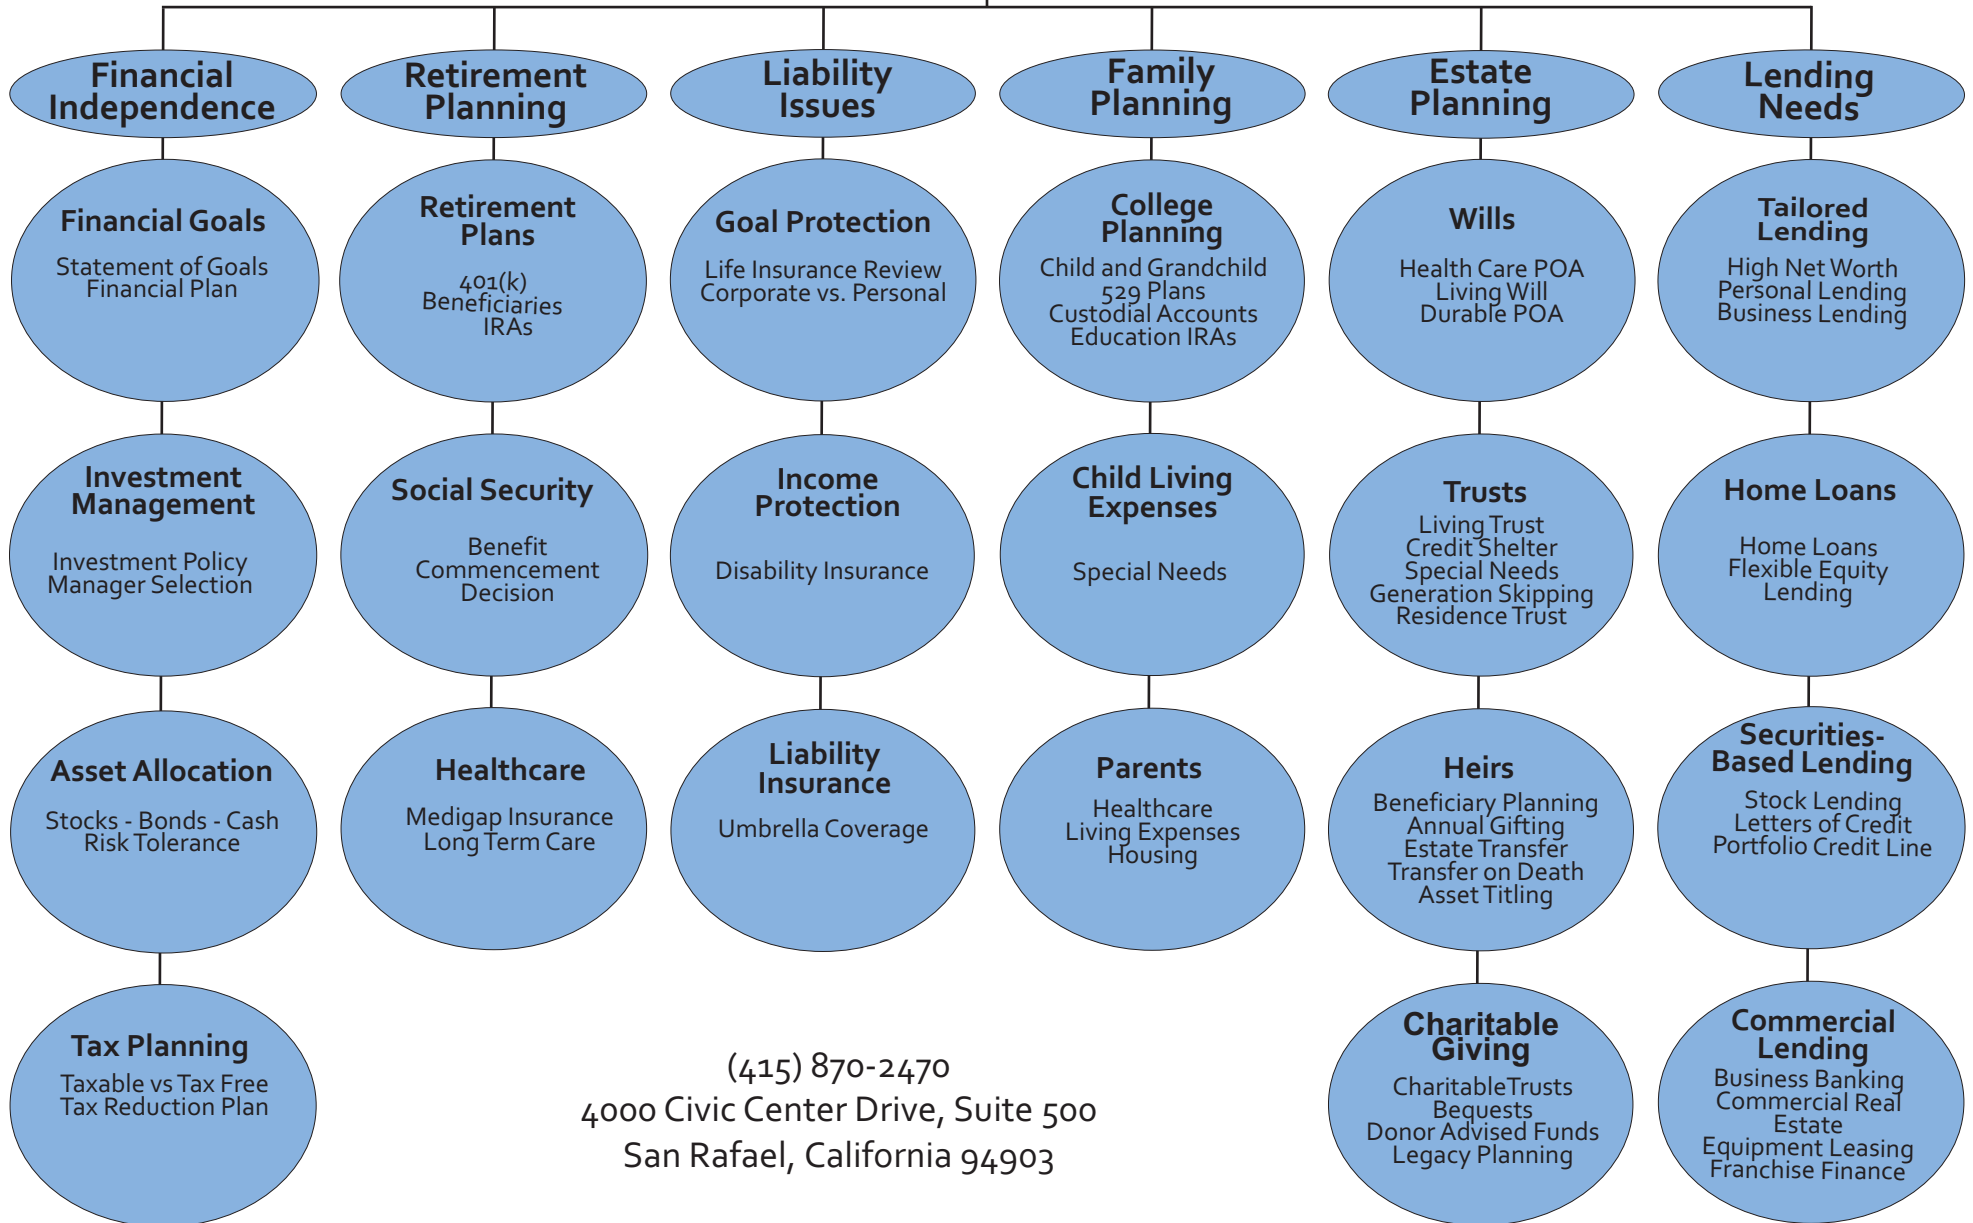 Financial
Independence
Retirement
Planning
Liability
Issues
Family
Planning
Estate
Planning
Lending
Needs
Financial Goals
Statement of Goals
Financial Plan
Retirement
Plans
401(k)
Beneficiaries
IRAs
Goal Protection
Life Insurance Review
Corporate vs. Personal
College
Planning
Child and Grandchild
529 Plans
Custodial Accounts
Education IRAs
Wills
Health Care POA
Living Will
Durable POA
Tailored
Lending
High Net Worth
Personal Lending
Business Lending
Investment
Management
Investment Policy
Manager Selection
Social Security
Benefit
Commencement
Decision
Income
Protection
Disability Insurance
Child Living
Expenses
Special Needs
Trusts
Living Trust
Credit Shelter
Special Needs
Generation Skipping
Residence Trust
Home Loans
Home Loans
Flexible Equity
Lending
Asset Allocation
Stocks - Bonds - Cash
Risk Tolerance
Healthcare
Medigap Insurance
Long Term Care
Liability
Insurance
Umbrella Coverage
Parents
Healthcare
Living Expenses
Housing
Heirs
Beneficiary Planning
Annual Gifting
Estate Transfer
Transfer on Death
Asset Titling
Securities-
Based Lending
Stock Lending
Letters of Credit
Portfolio Credit Line
Tax Planning
Taxable vs Tax Free
Tax Reduction Plan
(415) 870-2470
4000 Civic Center Drive, Suite 500
San Rafael, California 94903
Charitable
Giving
CharitableTrusts
Bequests
Donor Advised Funds
Legacy Planning
Commercial
Lending
Business Banking
Commercial Real
Estate
Equipment Leasing
Franchise Finance